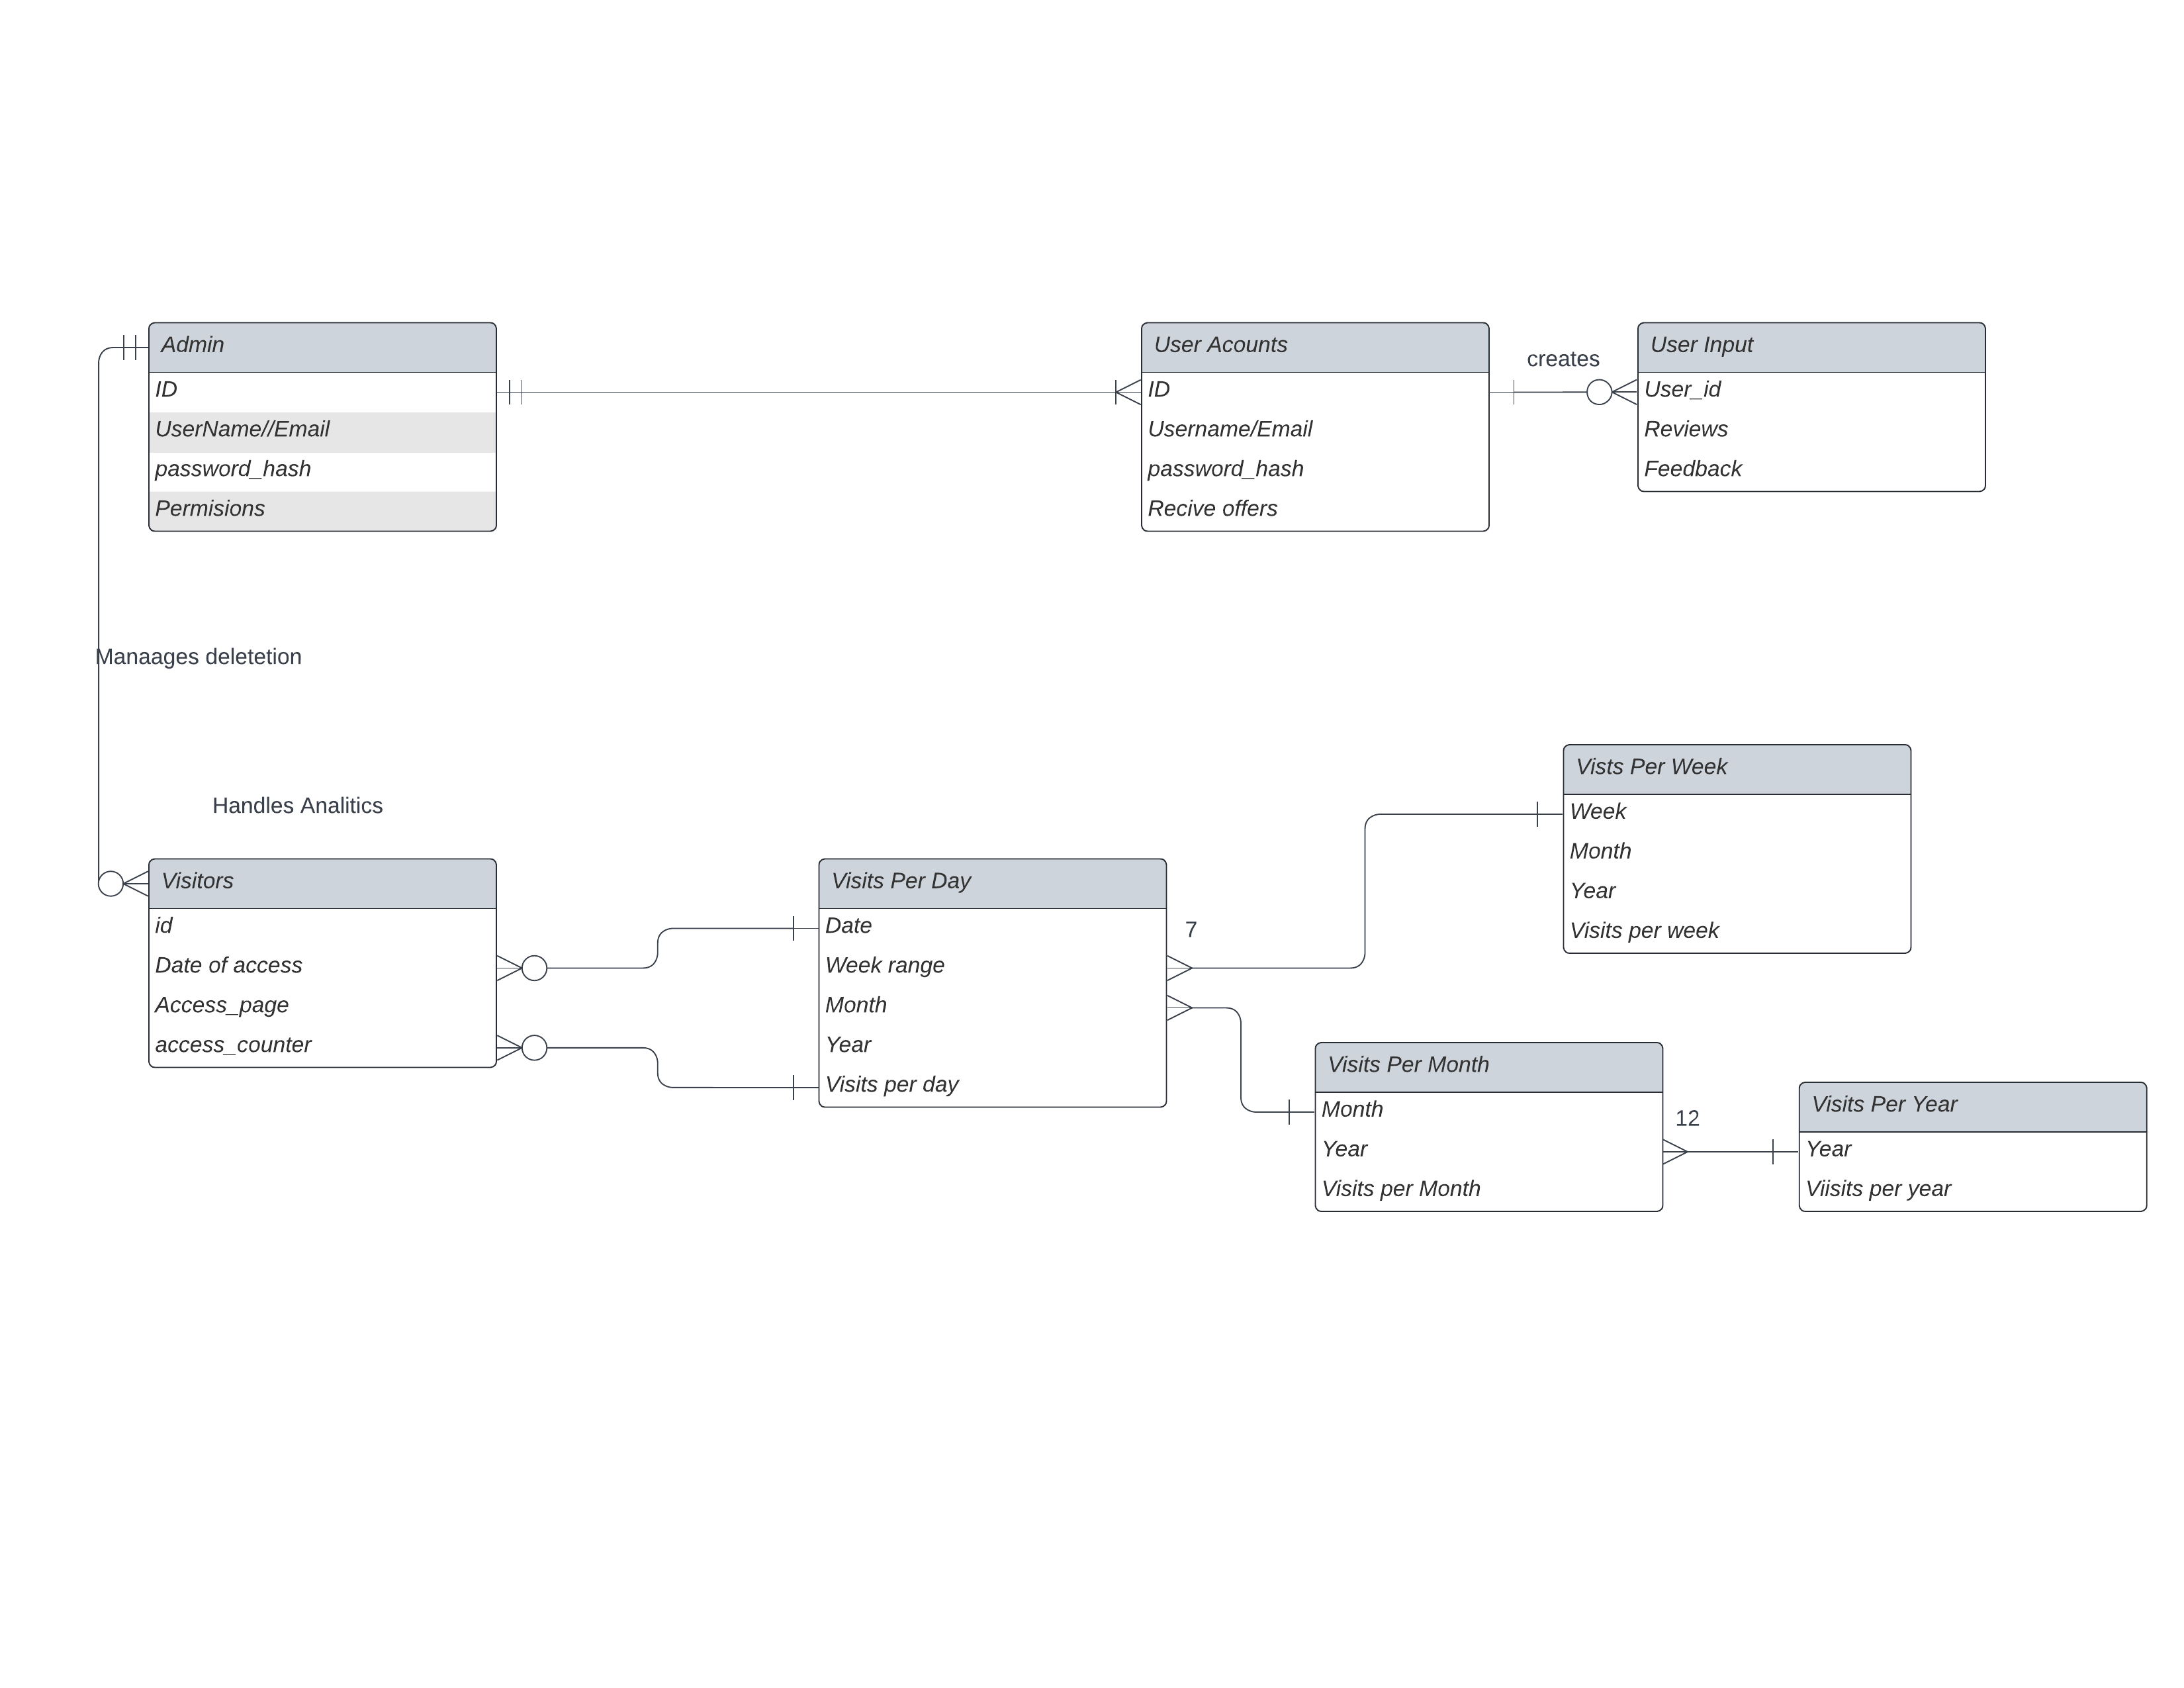 Admin
ID
UserName//Email
password_hash
Permisions
User Acounts
ID
Username/Email
password_hash
Recive offers
creates
User Input
User_id
Reviews
Feedback
Manaages deletetion
Handles Analitics
Visitors
id
Date of access
Access_page
access_counter
Visits Per Day
Date
Week range
Month
Year
Visits per day
7
Vists Per Week
Week
Month
Year
Visits per week
Visits Per Month
Month
Year
Visits per Month
12
Visits Per Year
Year
Viisits per year